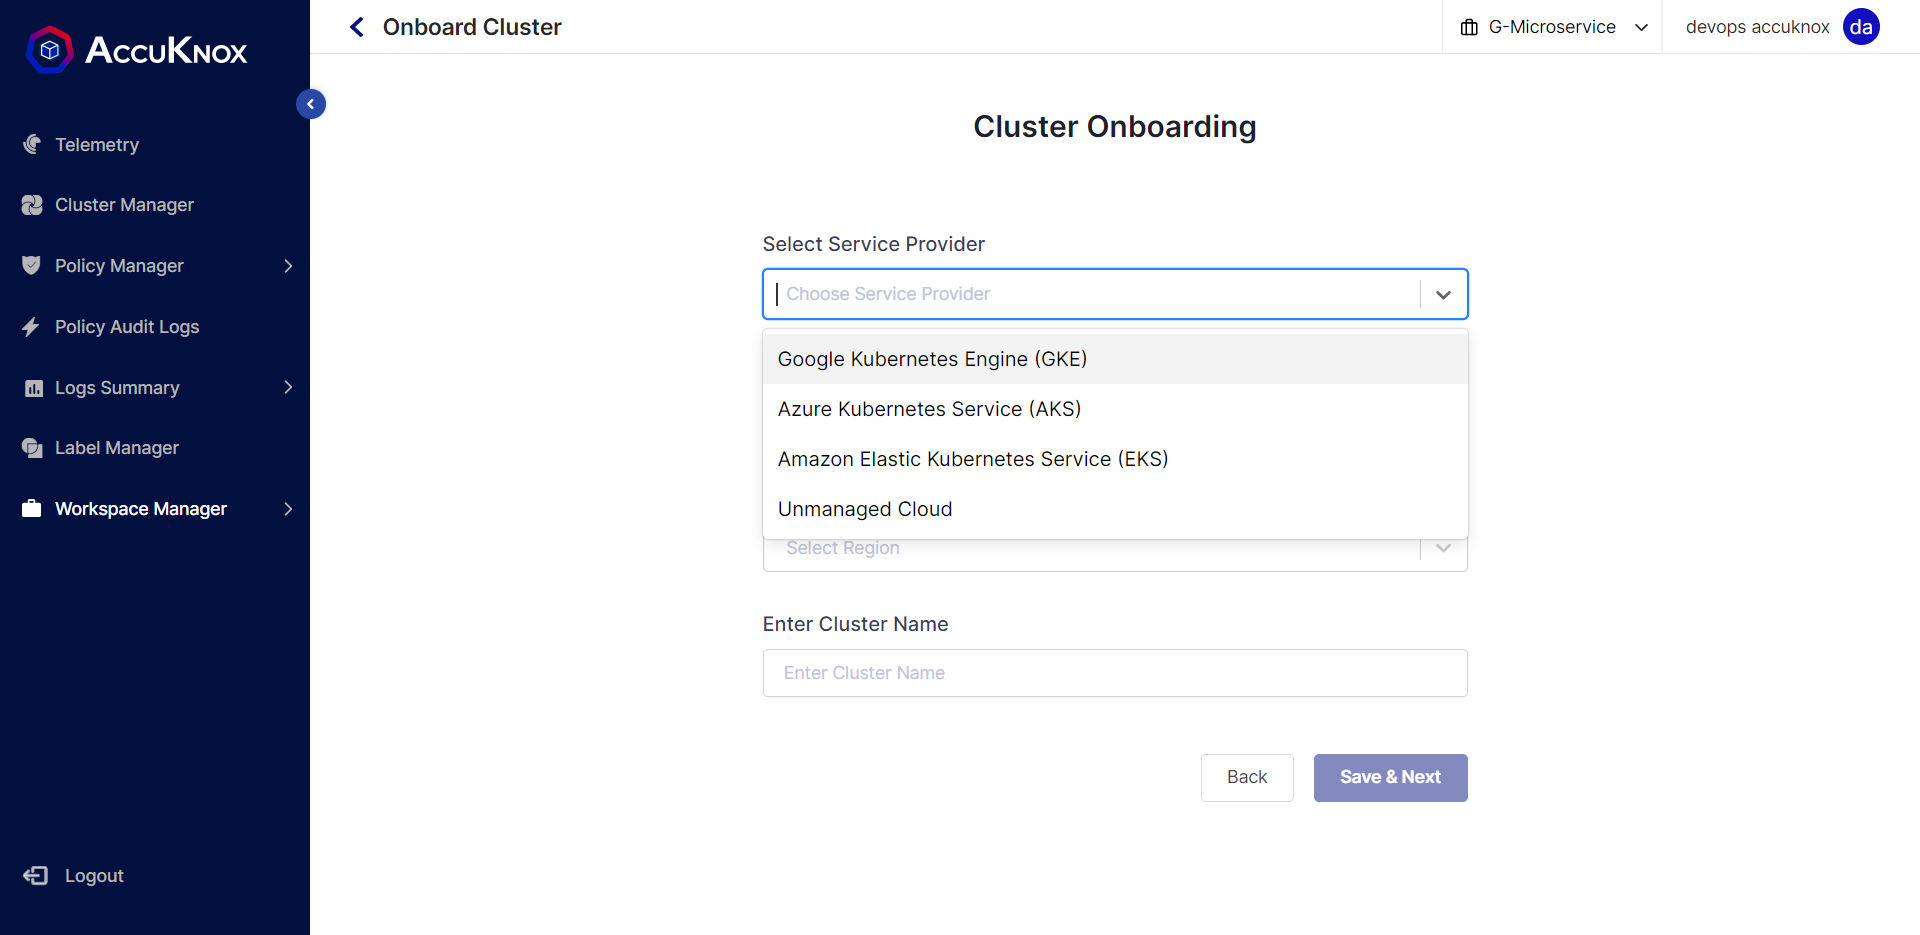 ACCUKNOX
Telemetry
Cluster Manager
Policy Manager
Policy Audit Logs
Logs Summary
Label Manager
Workspace Manager
Logout
Onboard Cluster
G-Microservice
devops accuknox
da
Cluster Onboarding
Select Service Provider
Choose Service Provider
Google Kubernetes Engine (GKE)
Azure Kubernetes Service (AKS)
Amazon Elastic Kubernetes Service (EKS)
Unmanaged Cloud
Select Region
Enter Cluster Name
Enter Cluster Name
Back
Save & Next